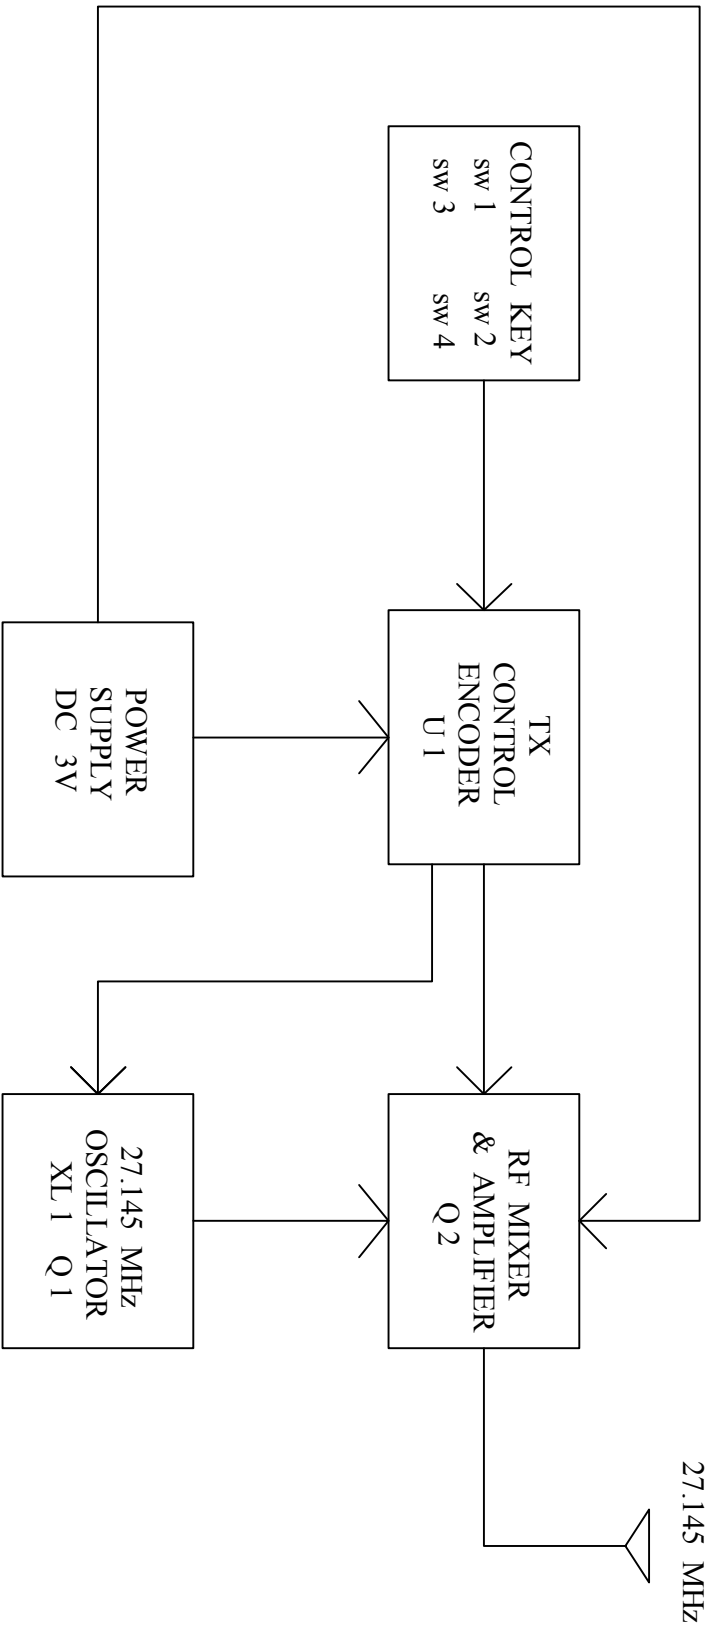 27.145 MHz
CONTROL KEY
sw 1 sw 2
sw 3 sw 4
TX
CONTROL
ENCODER
U 1
RF MIXER
& AMPLIFIER
Q 2
POWER
SUPPLY
DC 3V
27.145 MHz
OSCILLATOR
XL 1 Q 1